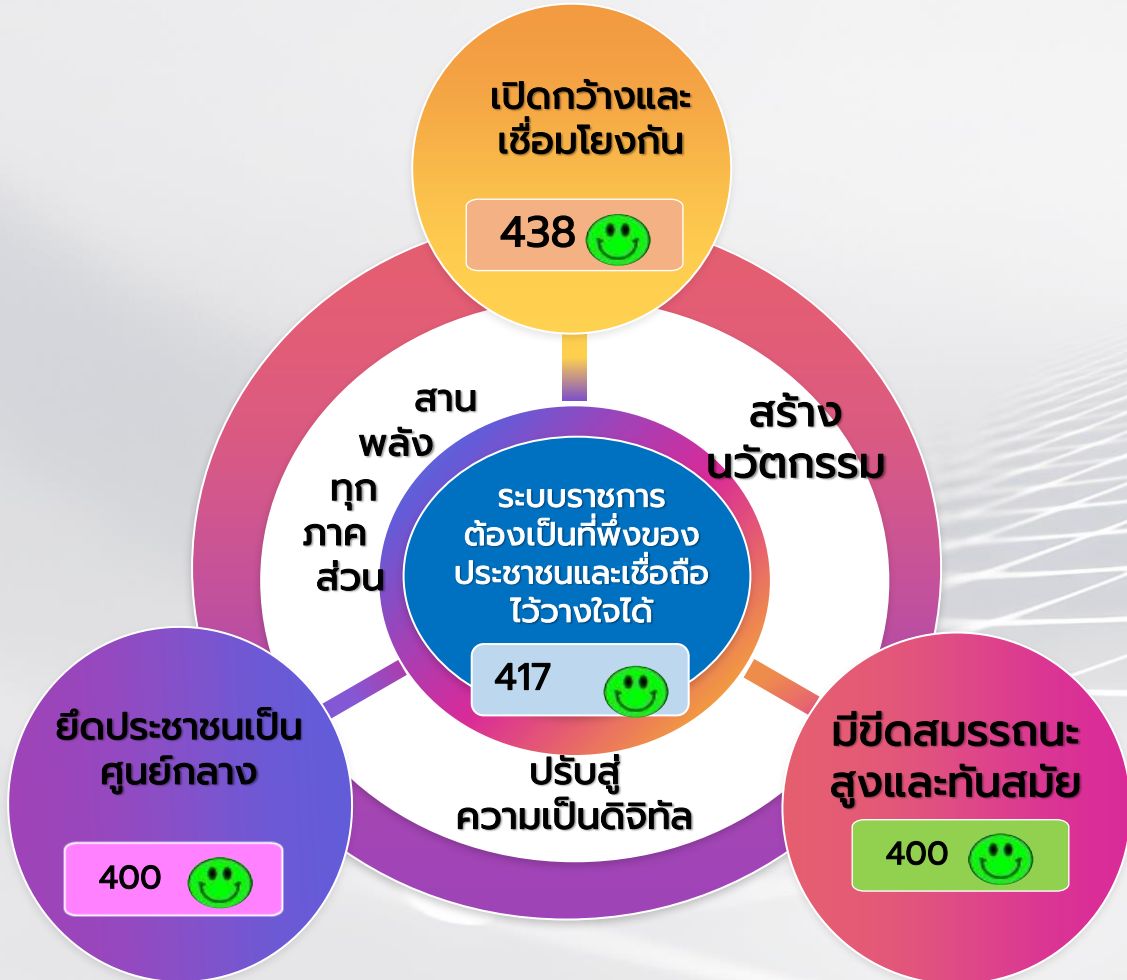 เปิดกว้างและ
เชื่อมโยงกัน
438
สาน
พลัง
ทุก
ภาค
ส่วน
สร้าง
นวัตกรรม
ระบบราชการ
ต้องเป็นที่พึ่งของ
ประชาชนและเชื่อถือ
ไว้วางใจได้
417
ยึดประชาชนเป็น
ศูนย์กลาง
400
ปรับสู่
ความเป็นดิจิทัล
มีขีดสมรรถนะ
สูงและทันสมัย
400